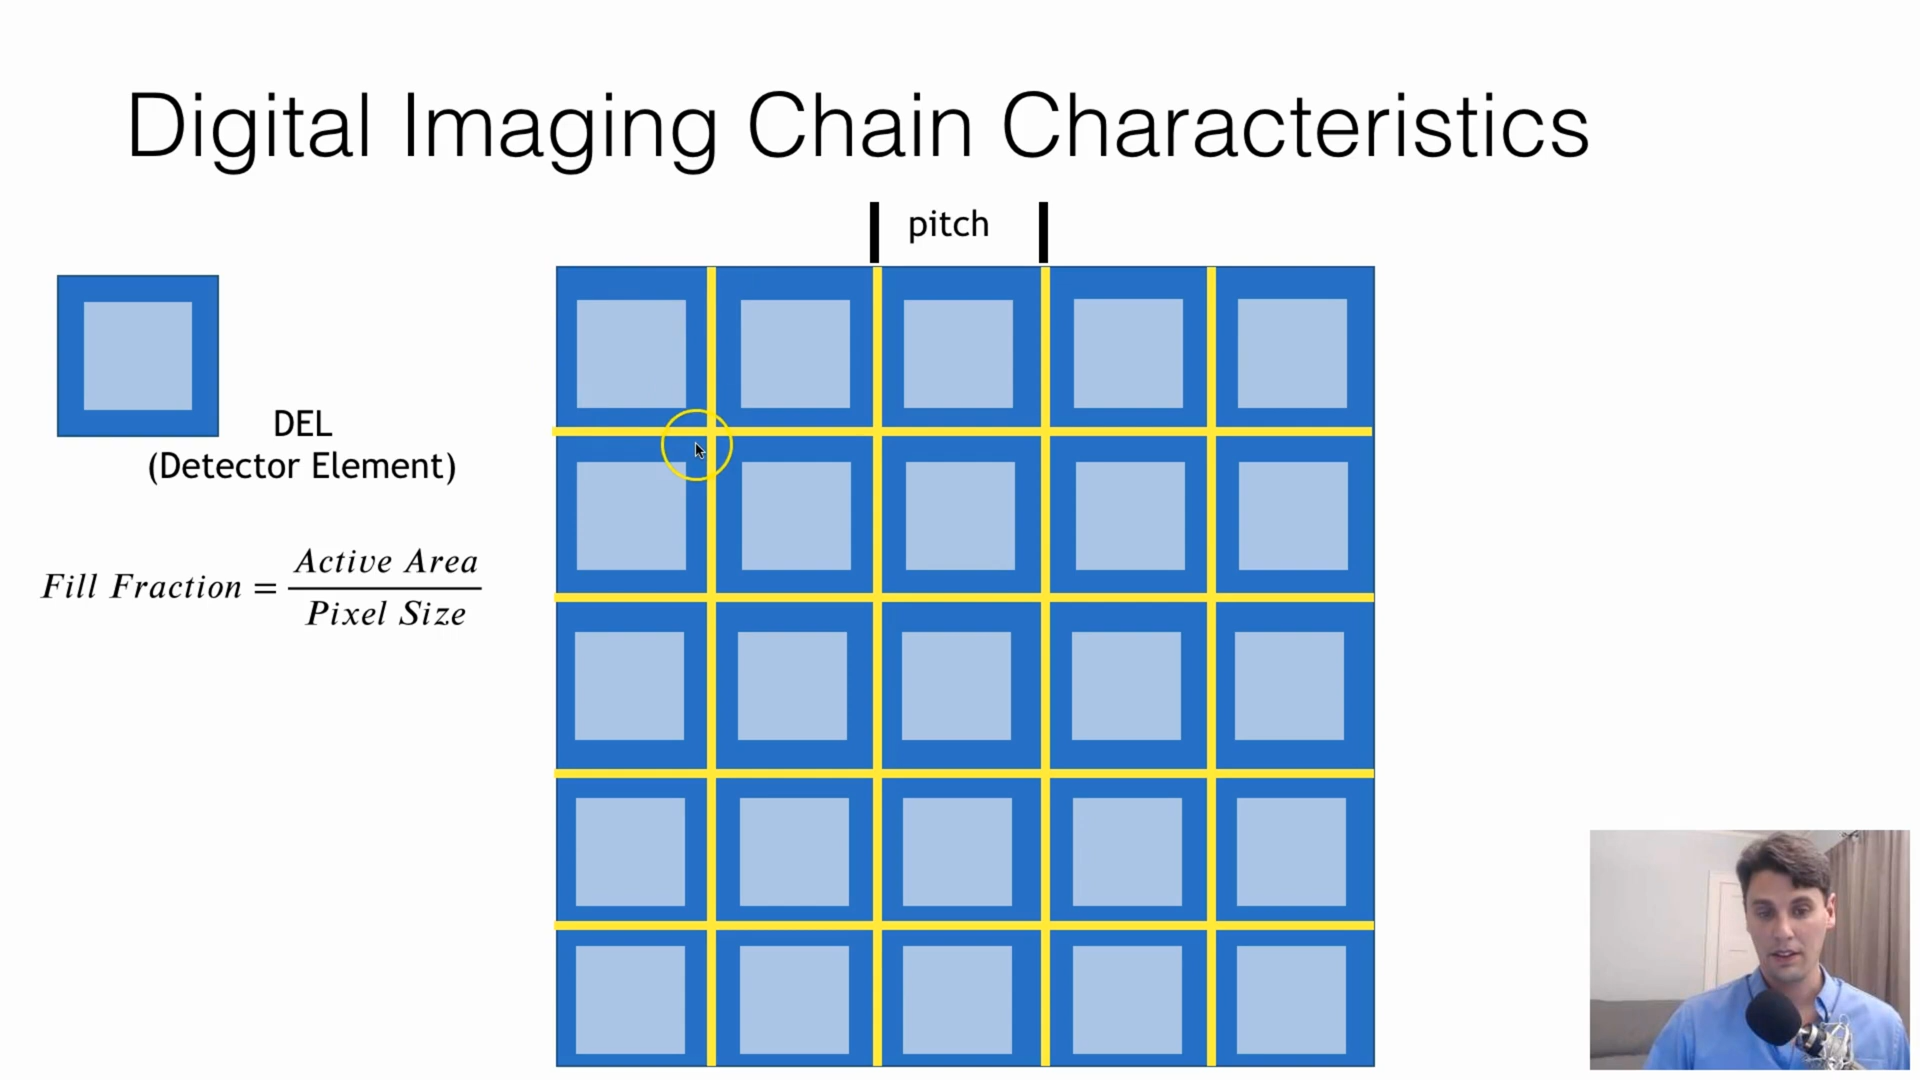 Digital Imaging Chain Characteristics
pitch
DEL
(Detector Element)
Fill Fraction = Active Area / Pixel Size